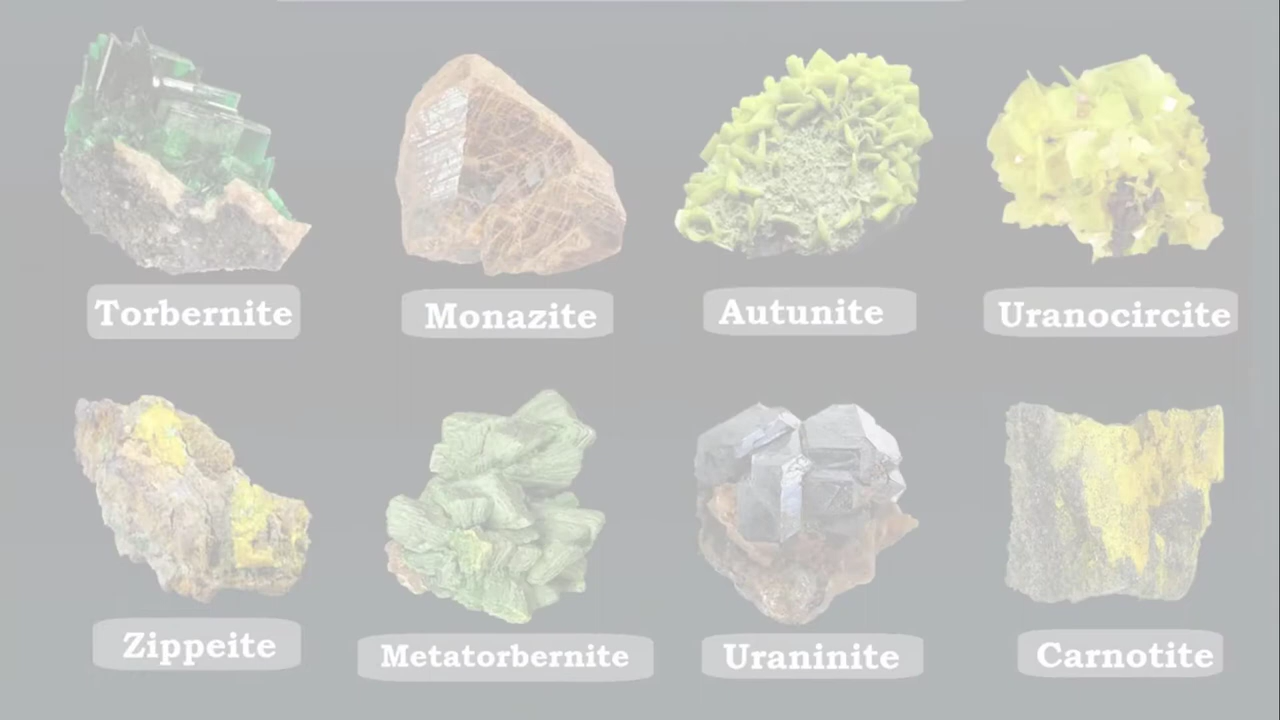 Torbernite
Monazite
Autunite
Uranocircite
Zippeite
Metatorbernite
Uraninite
Carnotite